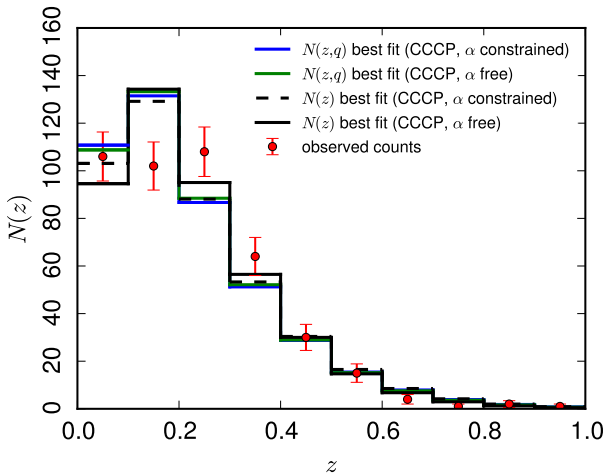 N(z,q) best fit (CCCP, α constrained)
N(z,q) best fit (CCCP, α free)
N(z) best fit (CCCP, α constrained)
N(z) best fit (CCCP, α free)
observed counts
N(z)
160
140
120
100
80
60
40
20
0
0.0 0.2 0.4 0.6 0.8 1.0
z